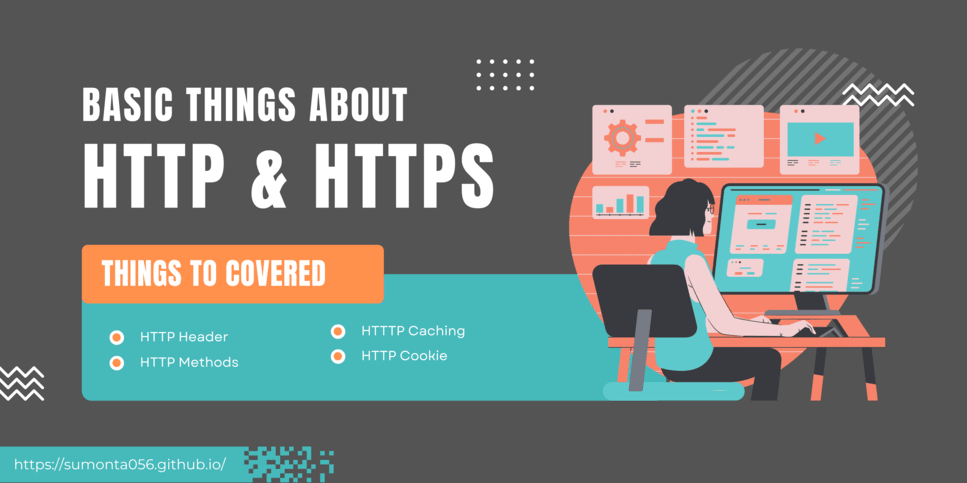 BASIC THINGS ABOUT
HTTP & HTTPS
THINGS TO COVERED
HTTP Header
HTTP Methods
HTTTP Caching
HTTP Cookie
https://sumonta056.github.io/